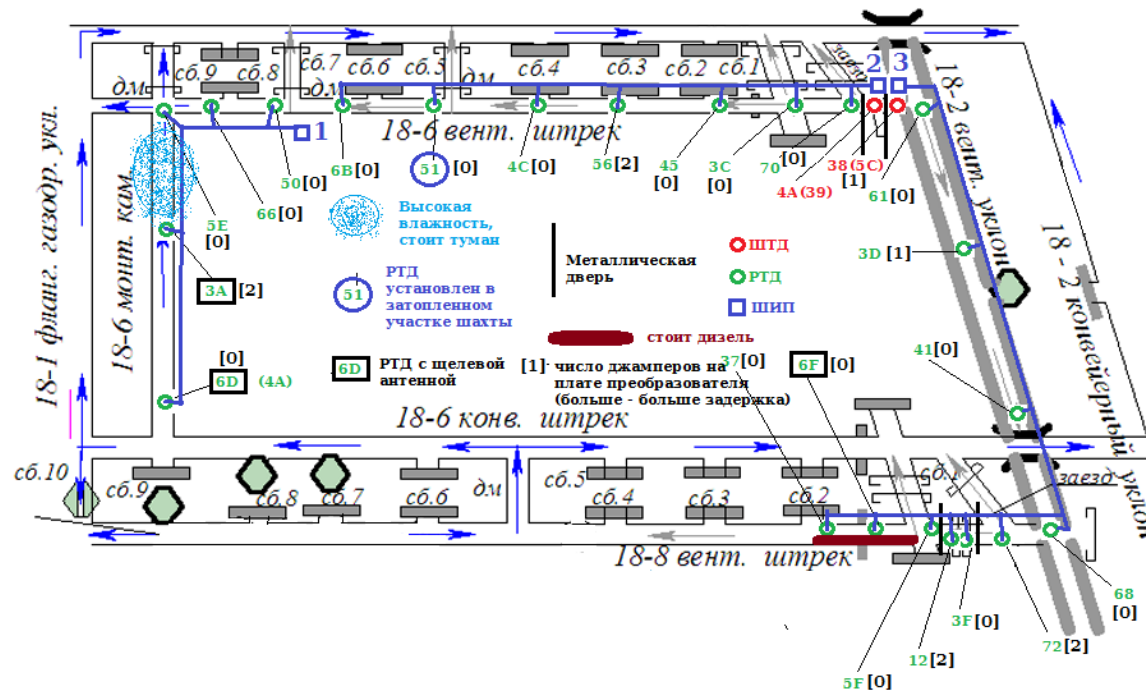 сб.9
сб.8
сб.7
сб.6
сб.5
дм
сб.4
сб.3
сб.2
сб.1
заезд
2
3
дм
дм
18-6 вент. штрек
1
18-2 вент. уклон
18-1 фланг. газодр. укл.
18-6 монт. кам.
5E
[0]
66[0]
50[0]
6B[0]
51
[0]
4C[0]
56[2]
45
[0]
3C
[0]
70
[0]
4A(39)
38(5C)
[1]
61[0]
3D [1]
41[0]
18 - 2 конвейерный уклон
3A
[2]
[0]
6D
(4A)
Высокая
влажность,
стоит туман
51
РТД
установлен в
затопленном
участке шахты
6D
РТД с щелевой
антенной
Металлическая
дверь
ШТД
РТД
ШИП
стоит дизель
[1]- число джамперов на
плате преобразователя
(больше - больше задержка)
37[0]
6F
[0]
18-6 конв. штрек
сб.10
сб.9
сб.8
сб.7
сб.6
дм
сб.5
сб.4
сб.3
сб.2
сб.1
заезд
18-8 вент. штрек
5F[0]
12[2]
3F[0]
72[2]
68
[0]